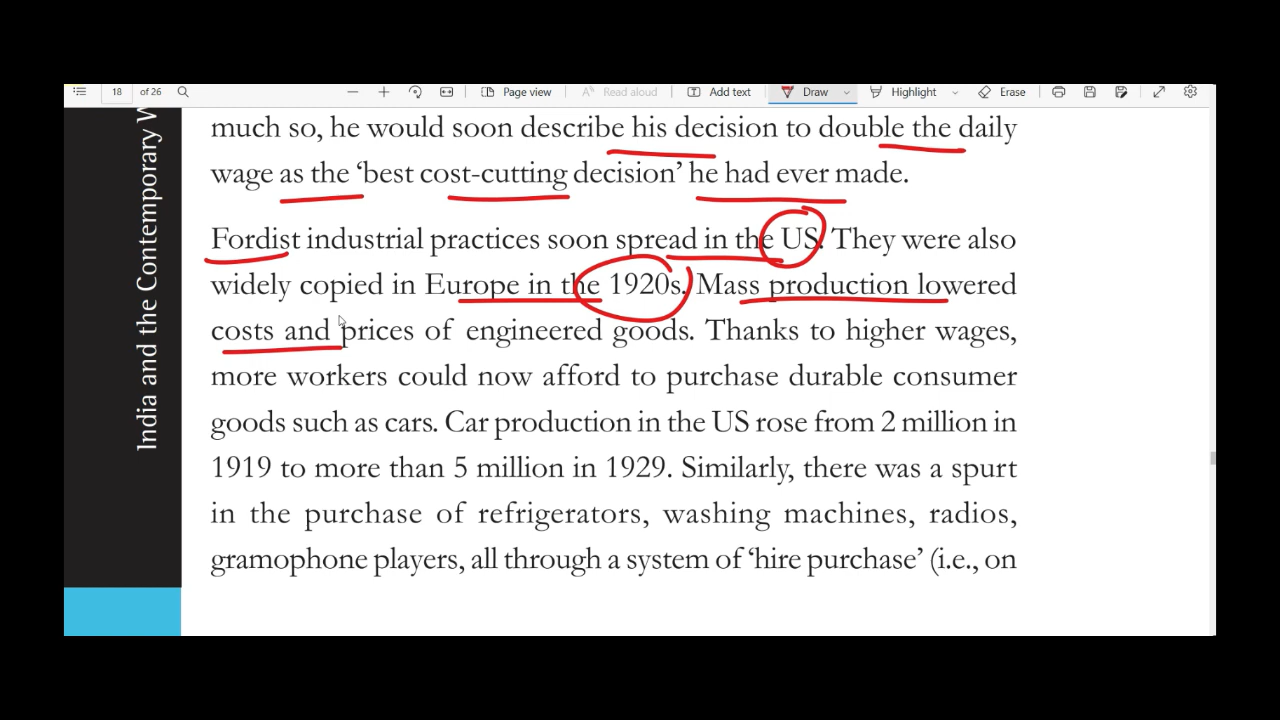 18 of 26 Page view Read aloud Add text Draw Highlight Erase
India and the Contemporary W
much so, he would soon describe his decision to double the daily
wage as the ‘best cost-cutting decision’ he had ever made.
Fordist industrial practices soon spread in the US. They were also
widely copied in Europe in the 1920s. Mass production lowered
costs and prices of engineered goods. Thanks to higher wages,
more workers could now afford to purchase durable consumer
goods such as cars. Car production in the US rose from 2 million in
1919 to more than 5 million in 1929. Similarly, there was a spurt
in the purchase of refrigerators, washing machines, radios,
gramophone players, all through a system of ‘hire purchase’ (i.e., on